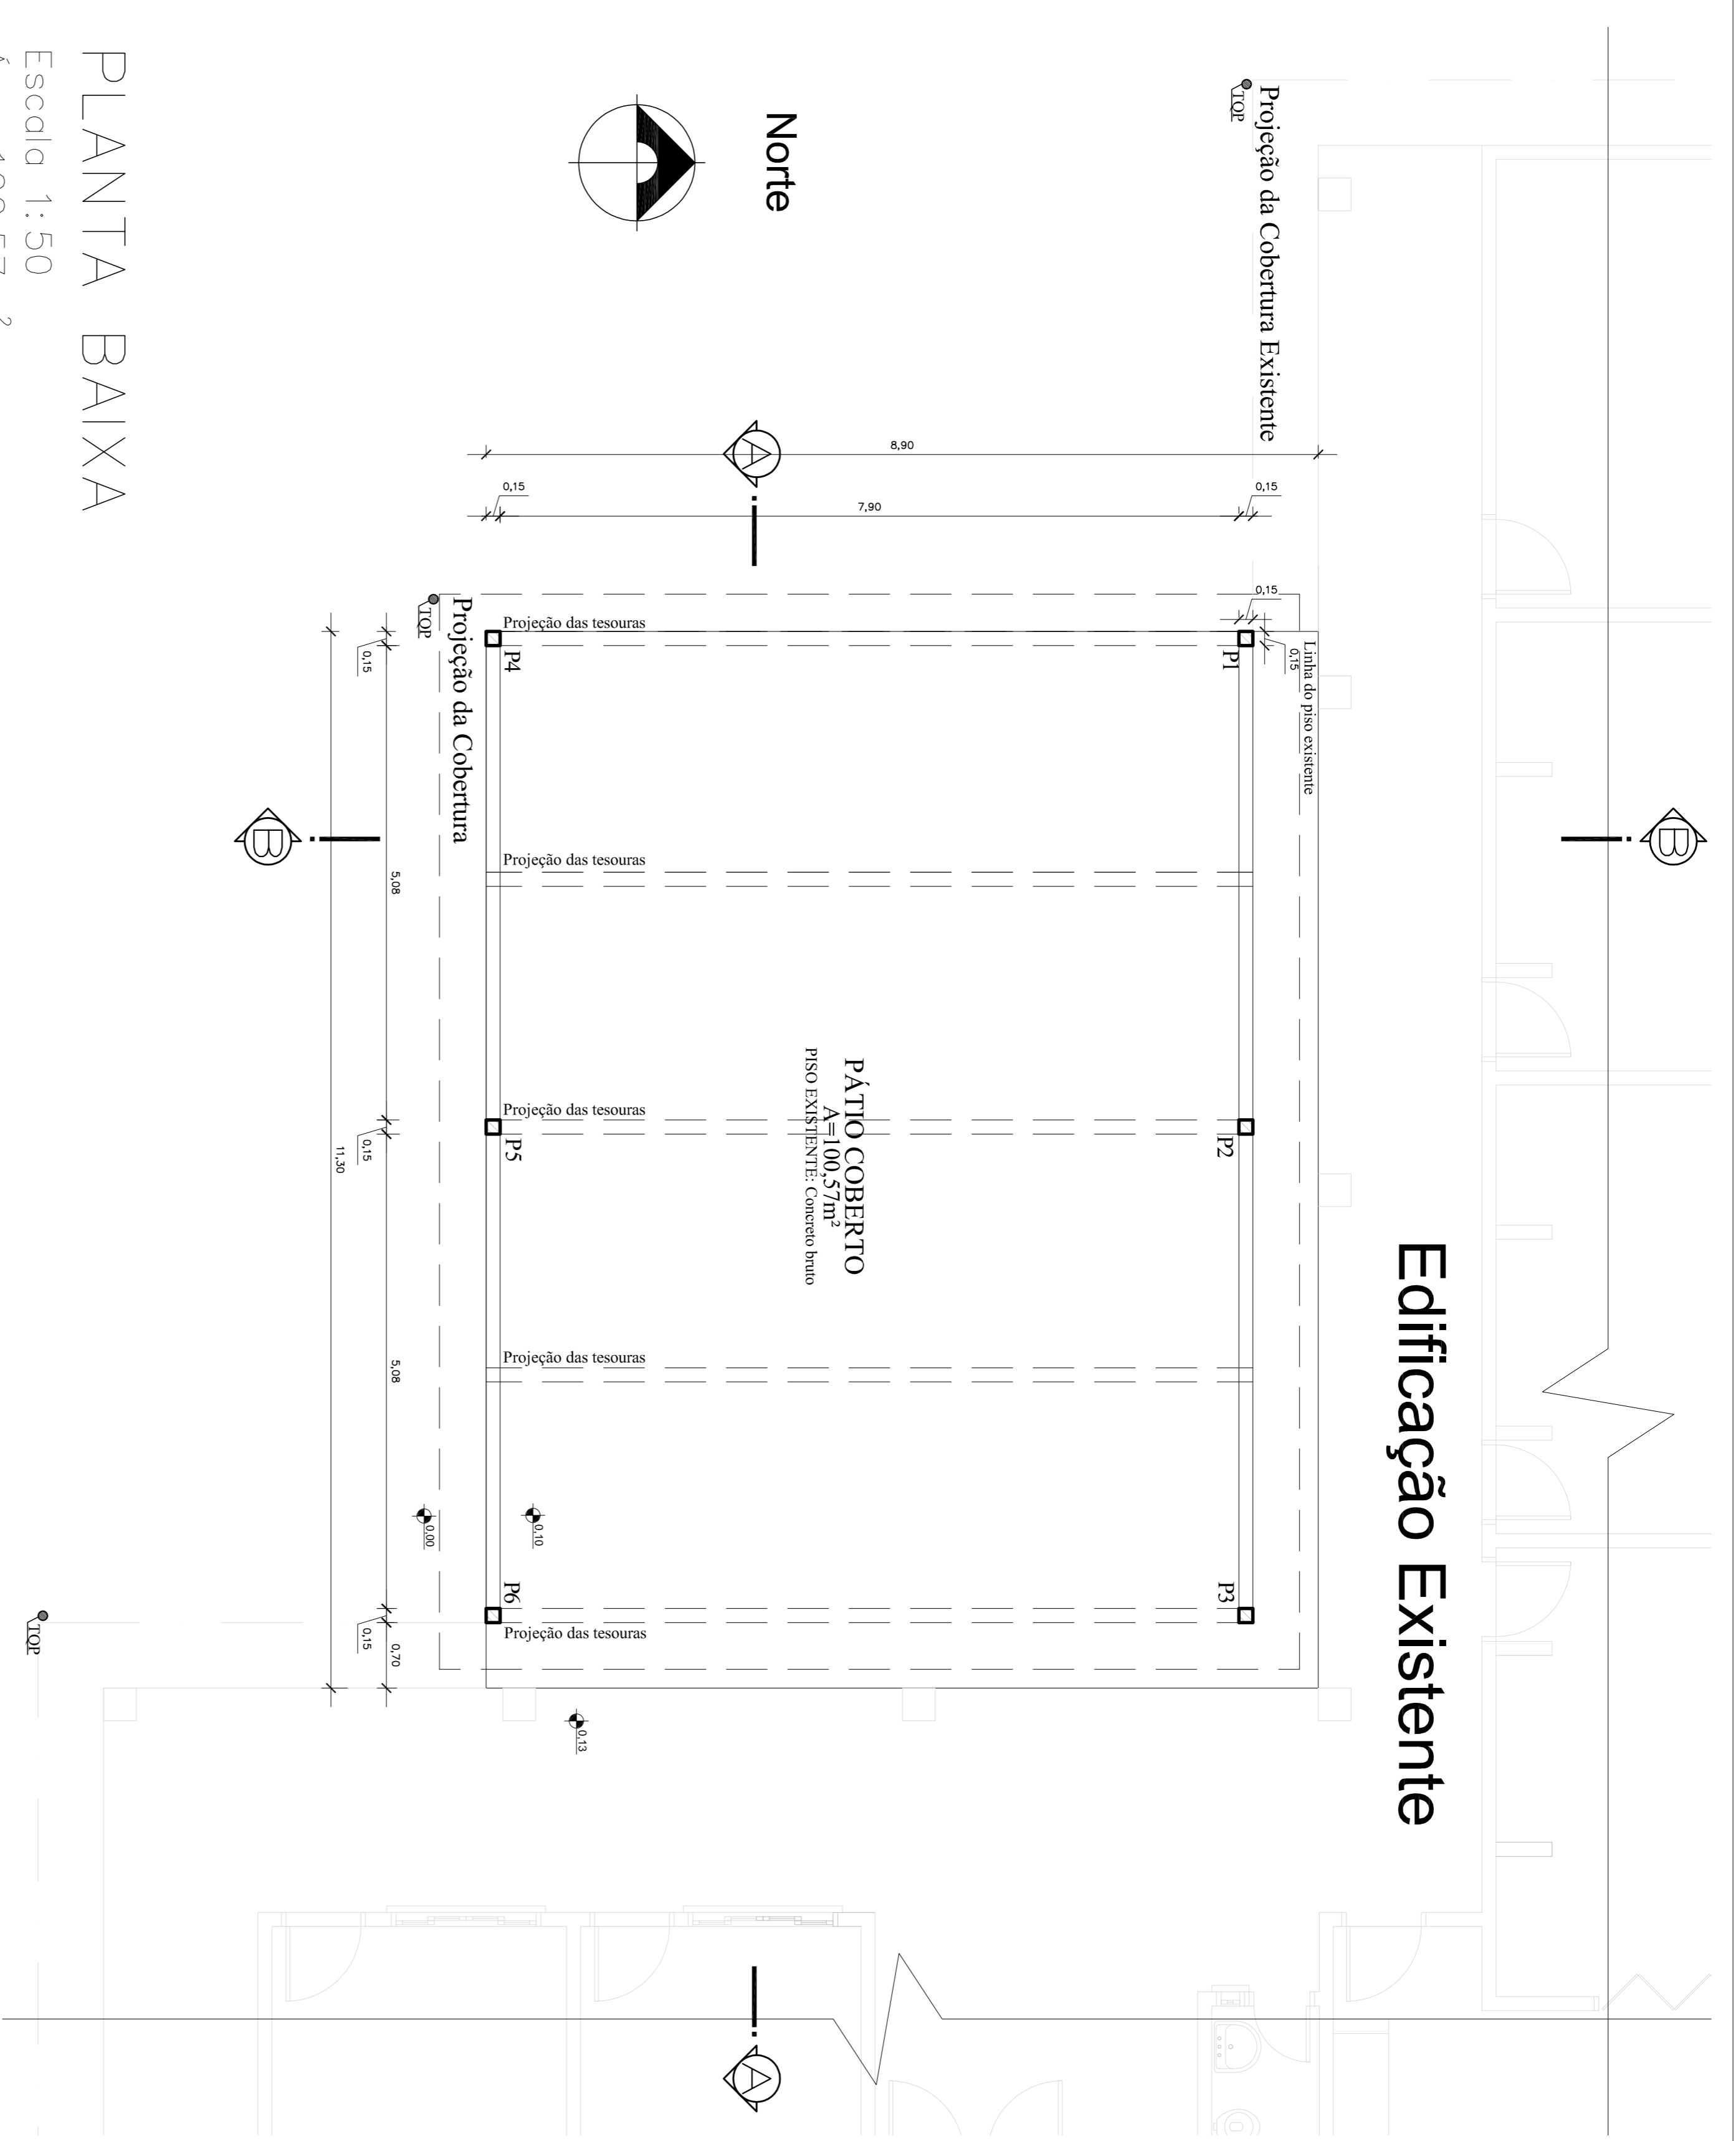 Projeção da Cobertura Existente
TQP
Norte
Edificação Existente
B
8,90
0,15
7,90
0,15
A
0,15
0,15
Linha do piso existente
P1
P2
P3
Projeção das tesouras
Projeção das tesouras
Projeção das tesouras
Projeção das tesouras
Projeção das tesouras
PÁTIO COBERTO
A=100,57m²
PISO EXISTENTE: Concreto bruto
P4
P5
P6
0,10
0,00
0,13
Projeção da Cobertura
TQP
0,15
5,08
0,15
5,08
0,15
0,70
11,30
B
A
TQP
PLANTA BAIXA
Escala 1:50